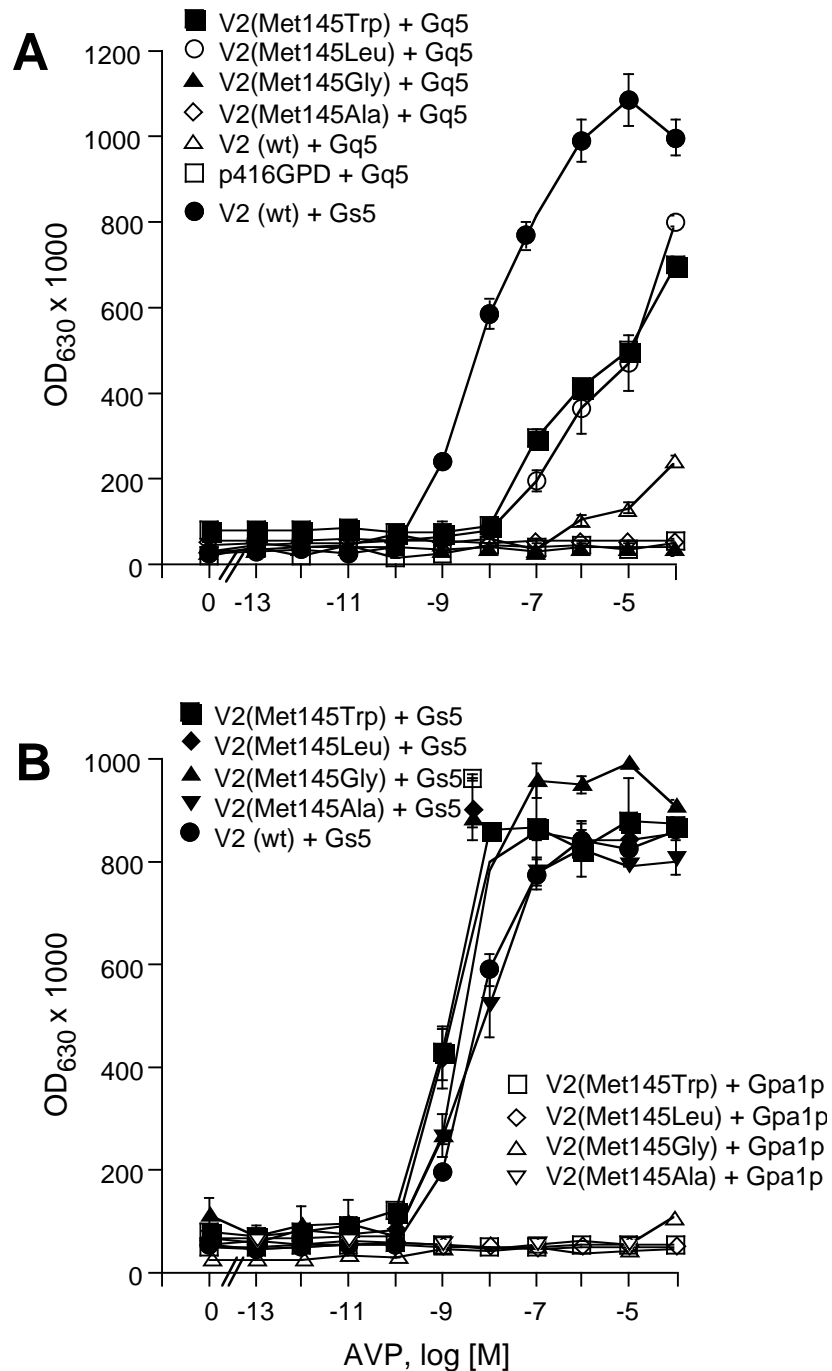 A
V2(Met145Trp) + Gq5
V2(Met145Leu) + Gq5
V2(Met145Gly) + Gq5
V2(Met145Ala) + Gq5
V2 (wt) + Gq5
p416GPD + Gq5
V2 (wt) + Gs5
1200
1000
800
600
400
200
0
OD630 x 1000
0 -13 -11 -9 -7 -5
B
V2(Met145Trp) + Gs5
V2(Met145Leu) + Gs5
V2(Met145Gly) + Gs5
V2(Met145Ala) + Gs5
V2 (wt) + Gs5
1000
800
600
400
200
0
OD630 x 1000
V2(Met145Trp) + Gpa1p
V2(Met145Leu) + Gpa1p
V2(Met145Gly) + Gpa1p
V2(Met145Ala) + Gpa1p
0 -13 -11 -9 -7 -5
AVP, log [M]